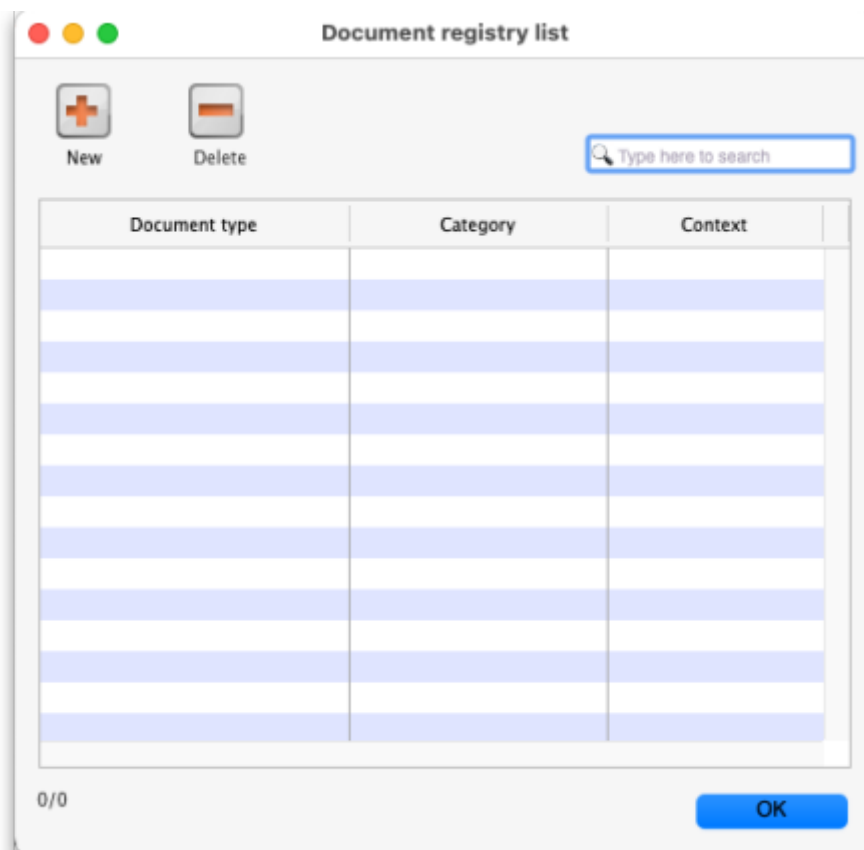 Document registry list
New Delete
Type here to search
Document type Category Context
0/0
OK